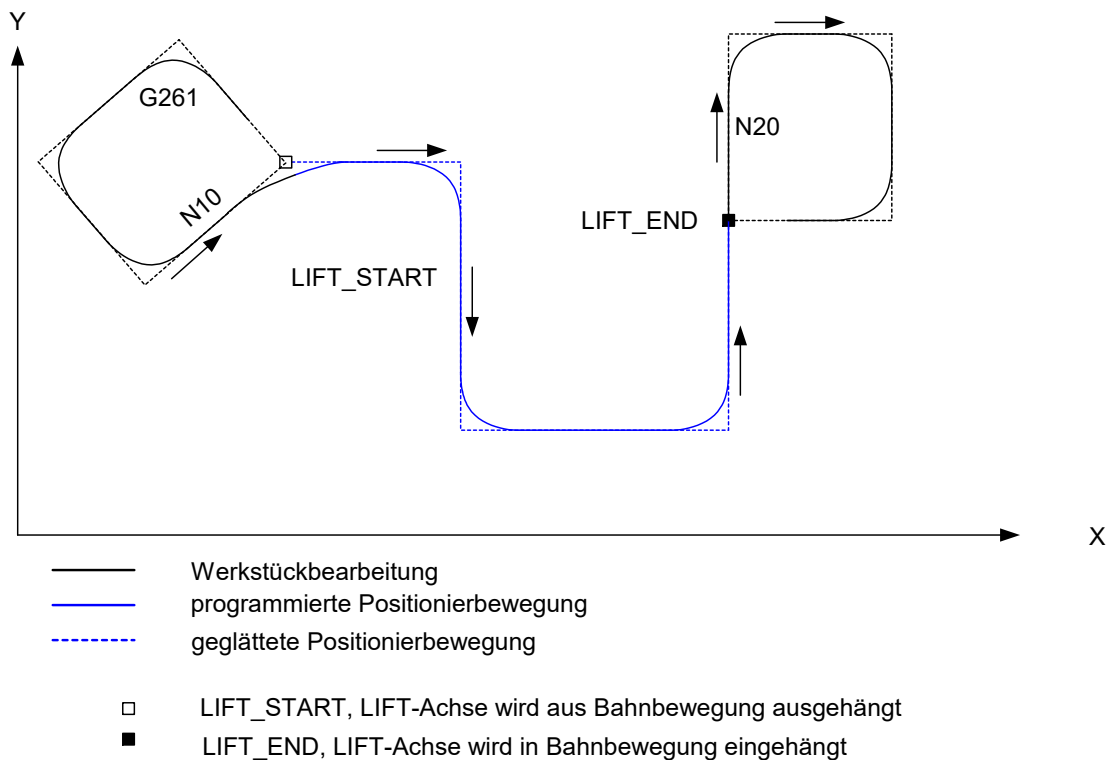 Y
G261
N10
N20
LIFT_END
LIFT_START
X
Werkstückbearbeitung
programmierte Positionierbewegung
geglättete Positionierbewegung
LIFT_START, LIFT-Achse wird aus Bahnbewegung ausgehängt
LIFT_END, LIFT-Achse wird in Bahnbewegung eingehängt